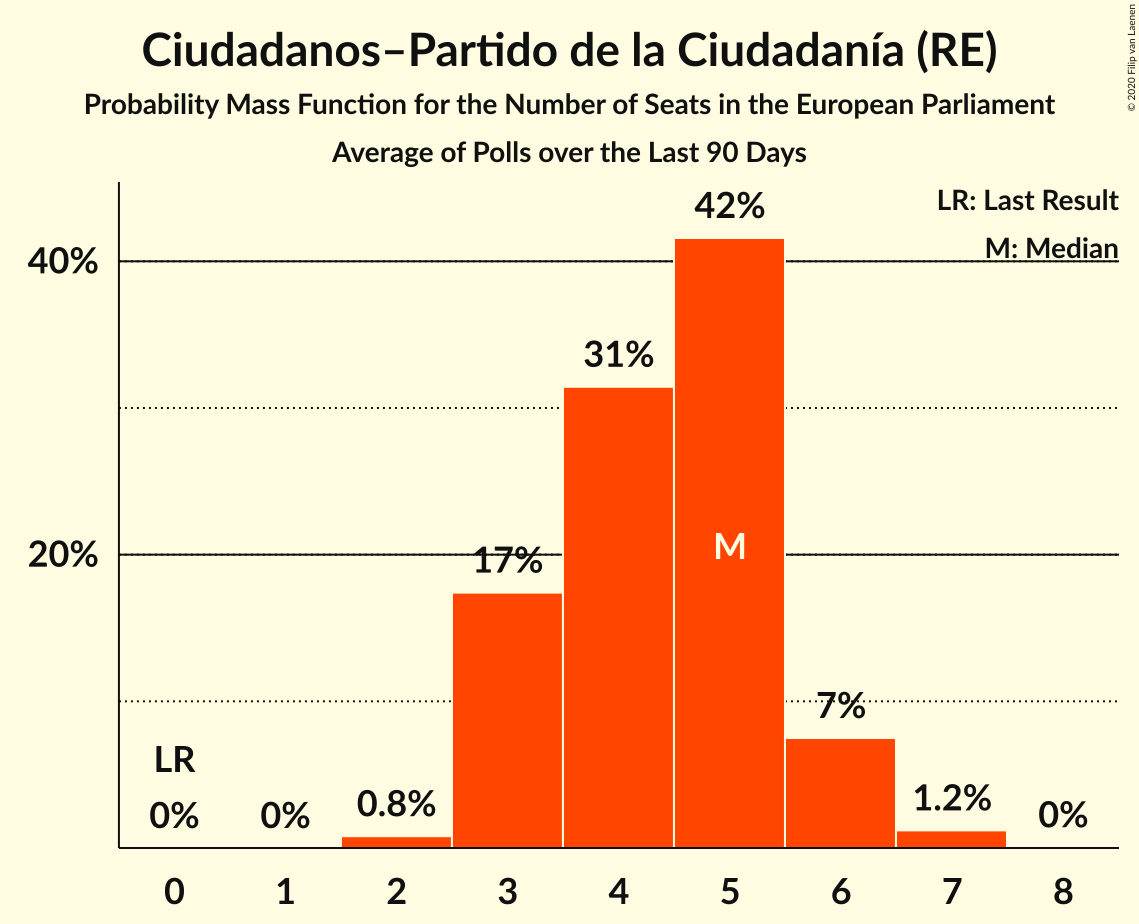 Ciudadanos–Partido de la Ciudadanía (RE)
Probability Mass Function for the Number of Seats in the European Parliament
Average of Polls over the Last 90 Days
© 2020 Filip van Laenen
LR: Last Result
M: Median
40%
20%
LR
0%
0%
0.8%
17%
31%
42%
M
7%
1.2%
0%
0 1 2 3 4 5 6 7 8